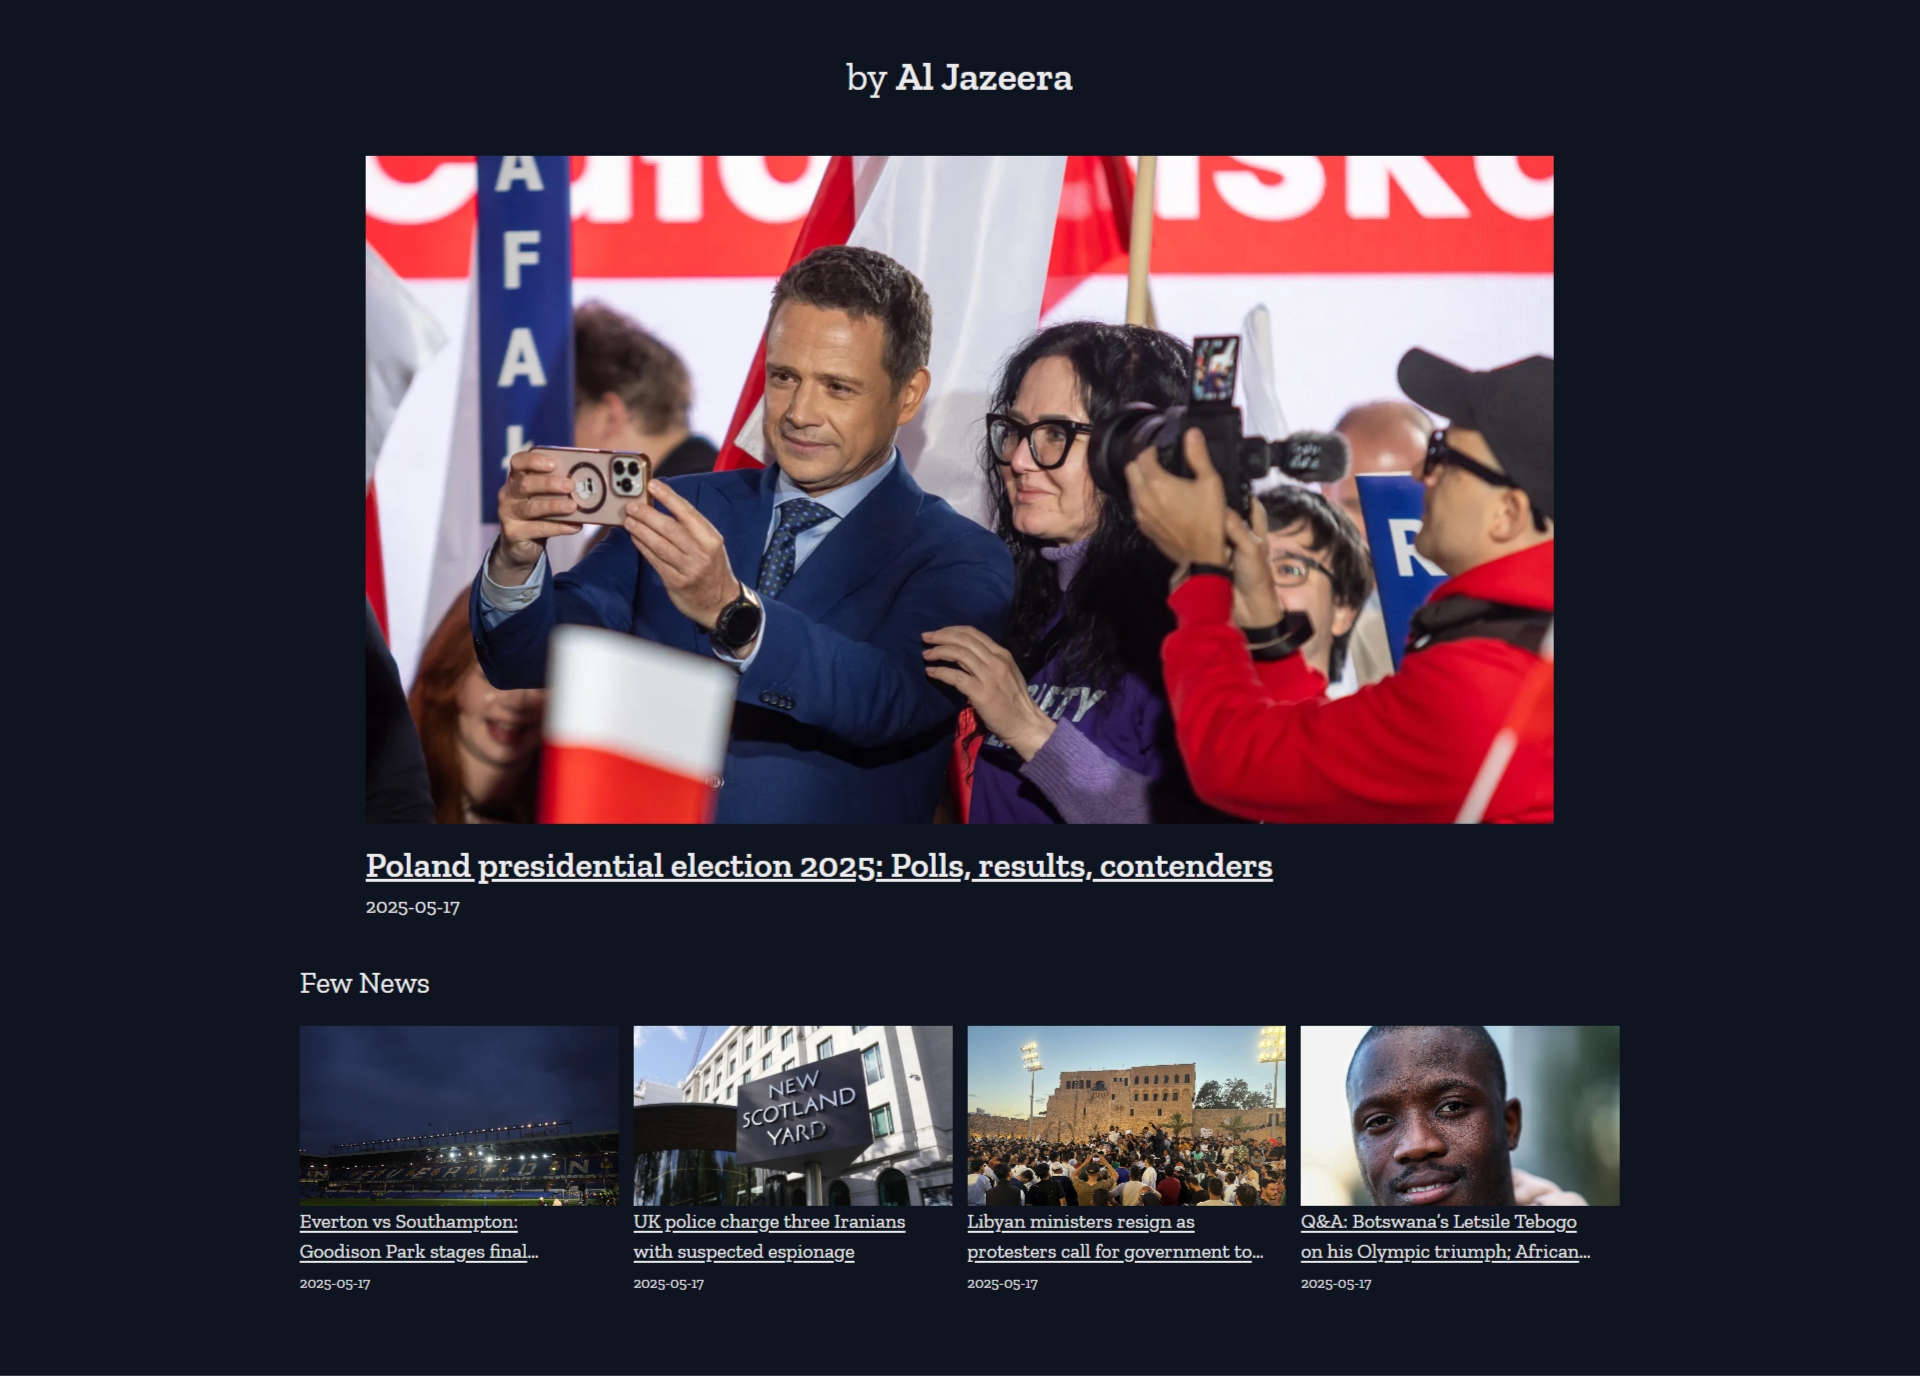 by Al Jazeera
A
F
A
R
Poland presidential election 2025: Polls, results, contenders
2025-05-17
Few News
NEW
SCOTLAND
YARD
Everton vs Southampton:
Goodison Park stages final...
2025-05-17
UK police charge three Iranians
with suspected espionage
2025-05-17
Libyan ministers resign as
protesters call for government to...
2025-05-17
Q&A: Botswana's Letsile Tebogo
on his Olympic triumph; African...
2025-05-17